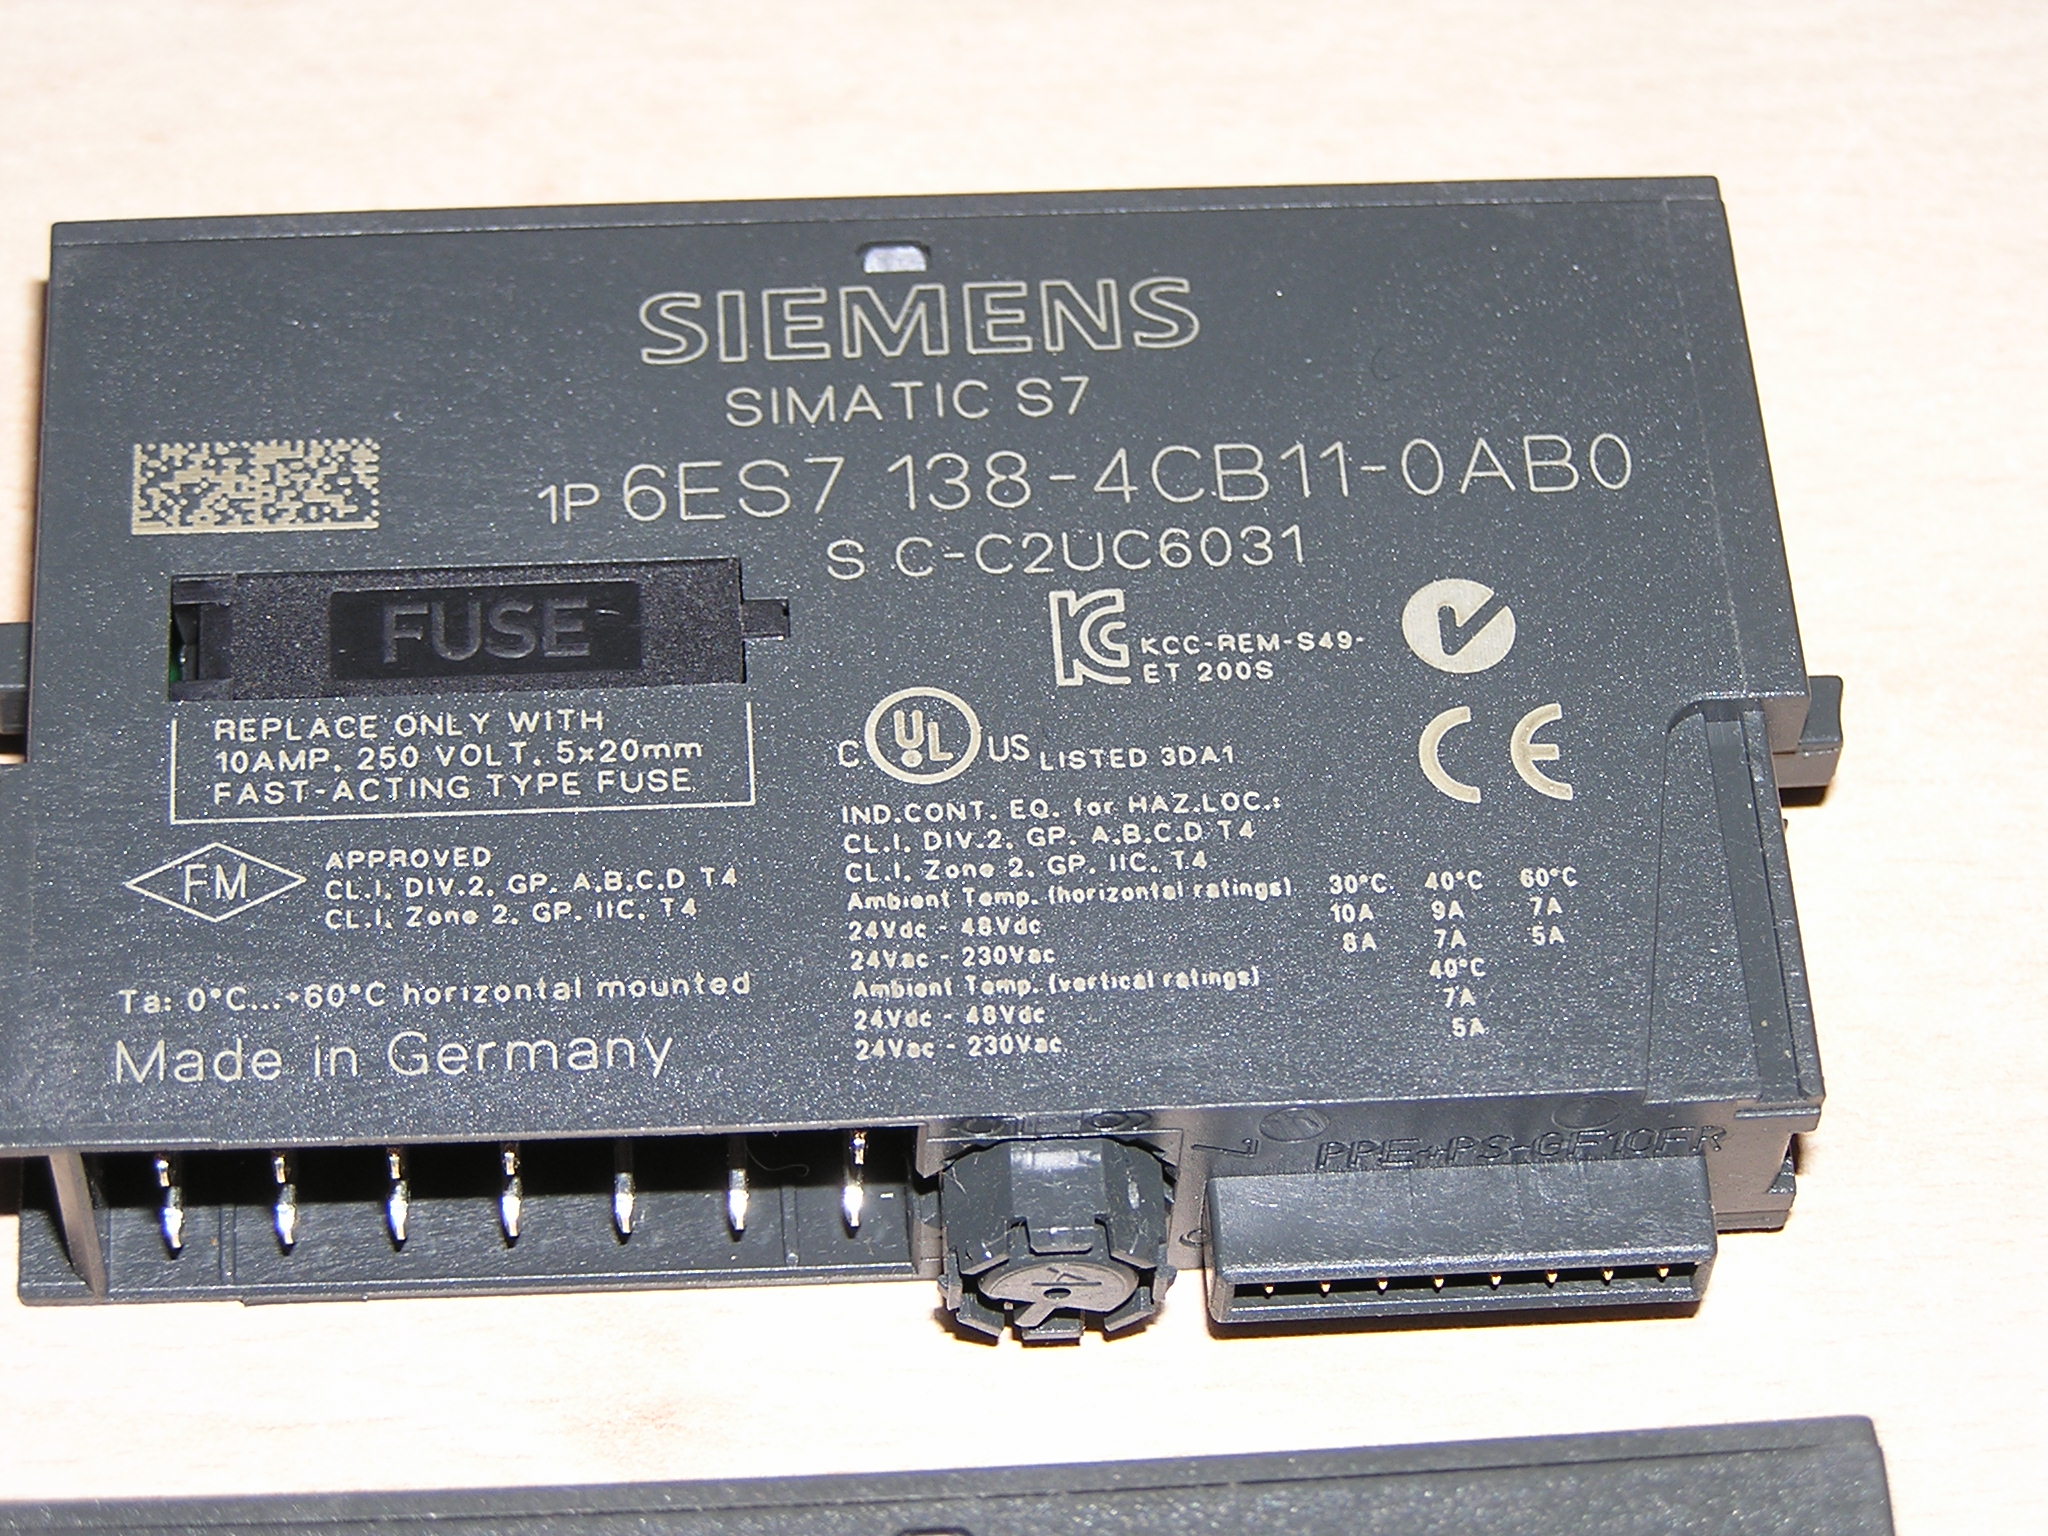 SIEMENS
SIMATIC S7
1P 6ES7 138-4CB11-0AB0
S C-C2UC6031
FUSE
REPLACE ONLY WITH
10AMP. 250 VOLT. 5x20mm
FAST-ACTING TYPE FUSE
FM
APPROVED
CL.I, DIV.2, GP. A.B.C.D T4
CL.I, Zone 2, GP. IIC, T4
Ta: 0°C...+60°C horizontal mounted
Made in Germany
KC KCC-REM-S49-
ET 200S
C UL US LISTED 3DA1
CE
IND.CONT. EQ. for HAZ.LOC.:
CL.I, DIV.2, GP. A.B.C.D T4
CL.I, Zone 2, GP. IIC, T4
Ambient Temp. (horizontal ratings) 30°C 40°C 60°C
24Vdc - 48Vdc 10A 9A 7A
24Vac - 230Vac 8A 7A 5A
Ambient Temp. (vertical ratings) 40°C
24Vdc - 48Vdc 7A
24Vac - 230Vac 5A
PPE+PS-GF10FR